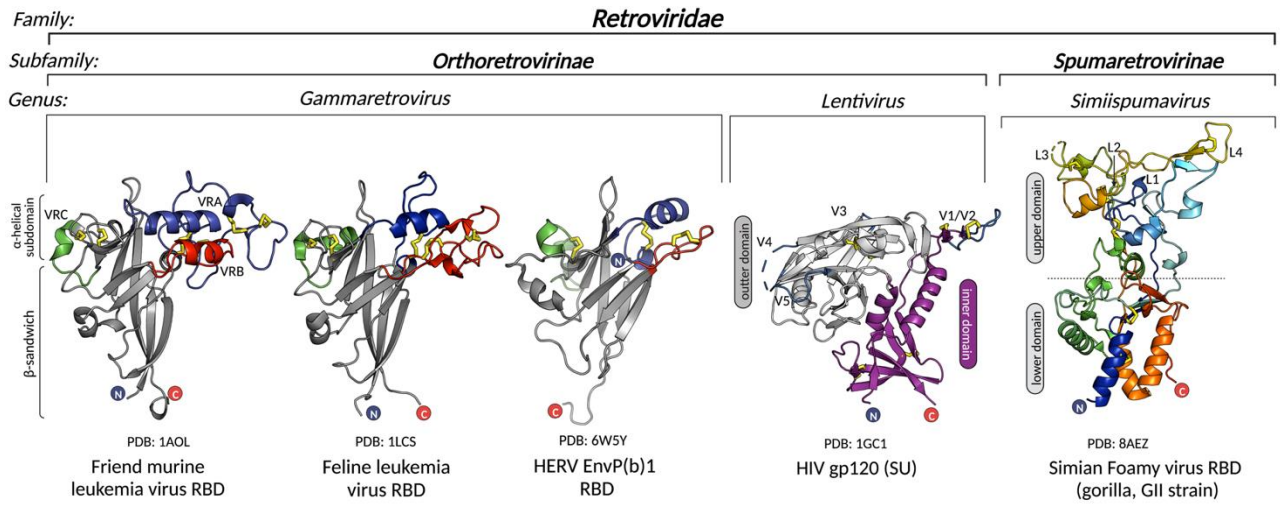 Family:
Retroviridae
Subfamily:
Orthoretrovirinae
Spumaretrovirinae
Genus:
Gammaretrovirus
Lentivirus
Simiispumavirus
α-helical
subdomain
β-sandwich
VRC
VRA
VRB
N
C
N
C
N
C
outter domain
V3
V4
V5
V1/V2
inner domain
N
C
upper domain
lower domain
L3
L2
L1
L4
N
C
PDB: 1AOL
Friend murine
leukemia virus RBD
PDB: 1LCS
Feline leukemia
virus RBD
PDB: 6W5Y
HERV EnvP(b)1
RBD
PDB: 1GC1
HIV gp120 (SU)
PDB: 8AEZ
Simian Foamy virus RBD
(gorilla, GII strain)